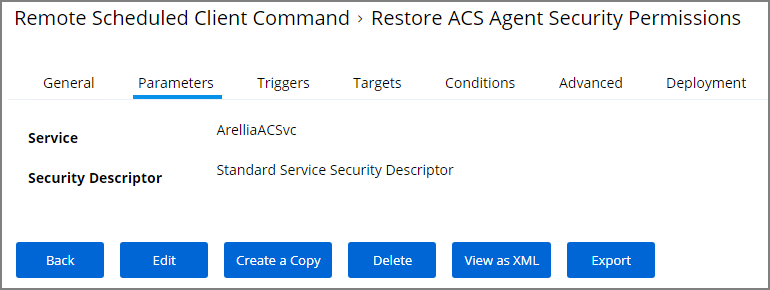 Remote Scheduled Client Command › Restore ACS Agent Security Permissions
General Parameters Triggers Targets Conditions Advanced Deployment
Service ArelliaACSvc
Security Descriptor Standard Service Security Descriptor
Back Edit Create a Copy Delete View as XML Export